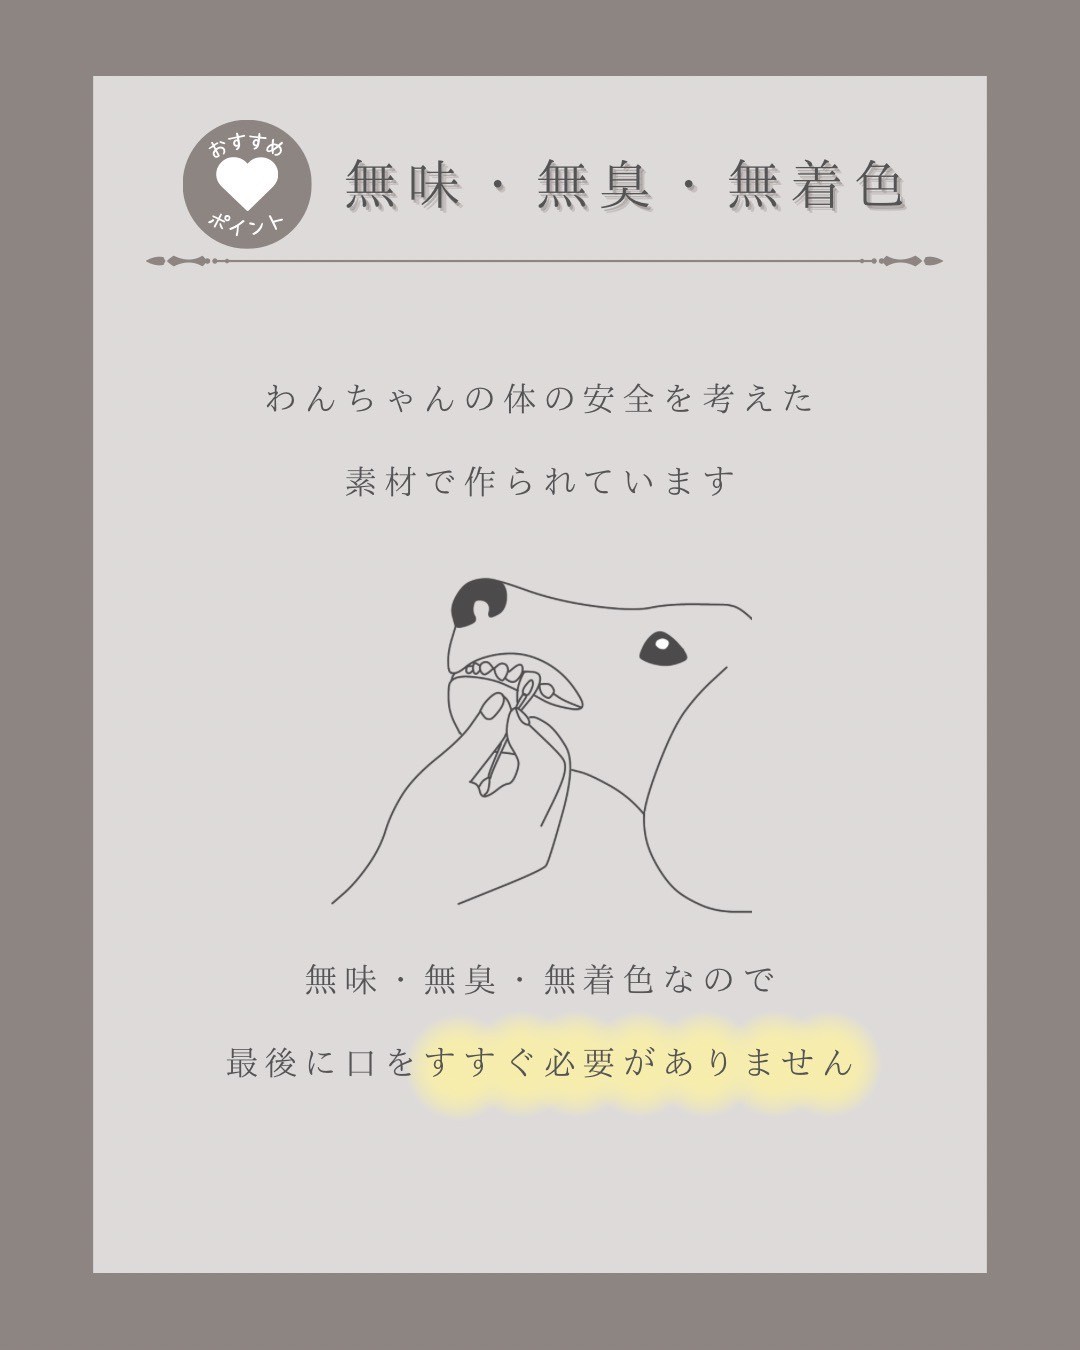 おすすめ
ポイント
無味・無臭・無着色
わんちゃんの体の安全を考えた
素材で作られています
無味・無臭・無着色なので
最後に口をすすぐ必要がありません